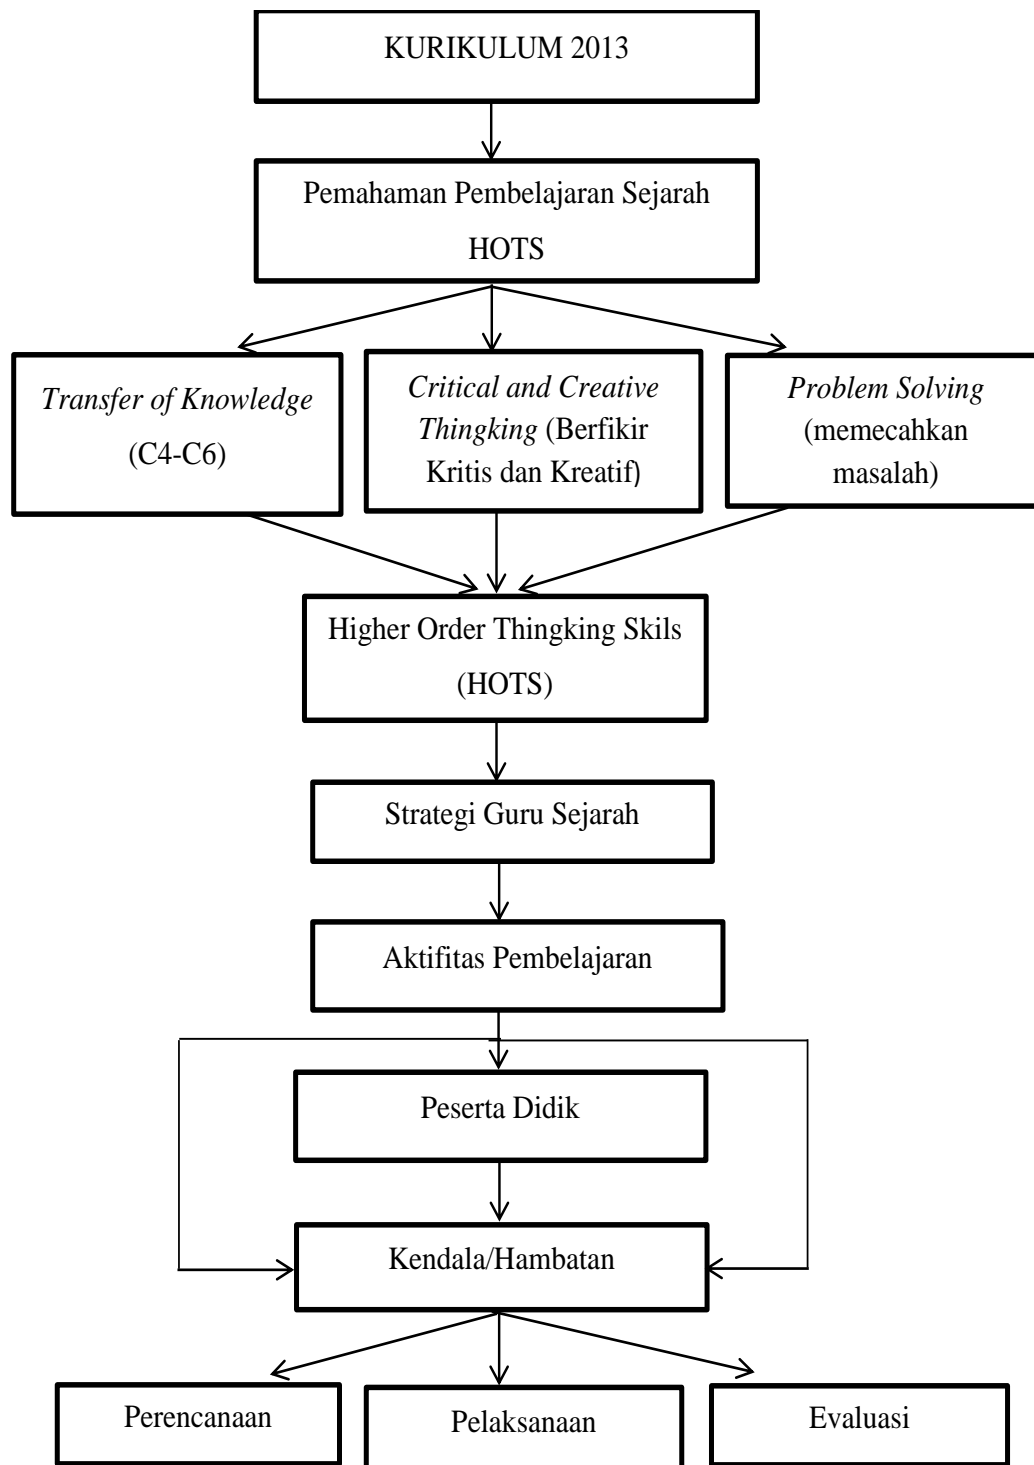 KURIKULUM 2013
Pemahaman Pembelajaran Sejarah
HOTS
Transfer of Knowledge
(C4-C6)
Critical and Creative
Thingking (Berfikir
Kritis dan Kreatif)
Problem Solving
(memecahkan
masalah)
Higher Order Thingking Skils
(HOTS)
Strategi Guru Sejarah
Aktifitas Pembelajaran
Peserta Didik
Kendala/Hambatan
Perencanaan
Pelaksanaan
Evaluasi